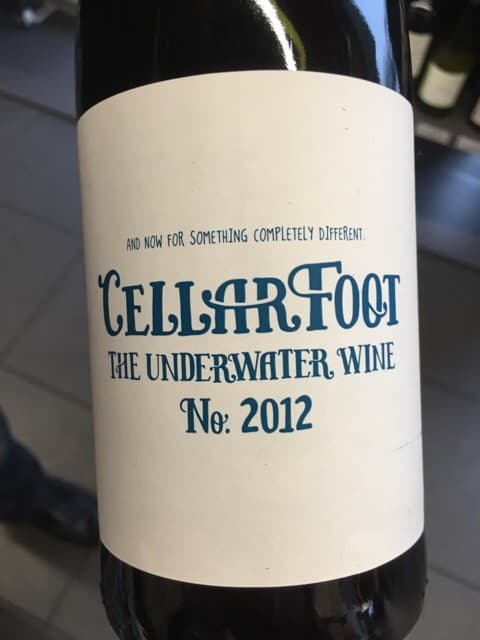 AND NOW FOR SOMETHING COMPLETELY DIFFERENT.
CELLARFOOT
THE UNDERWATER WINE
No. 2012